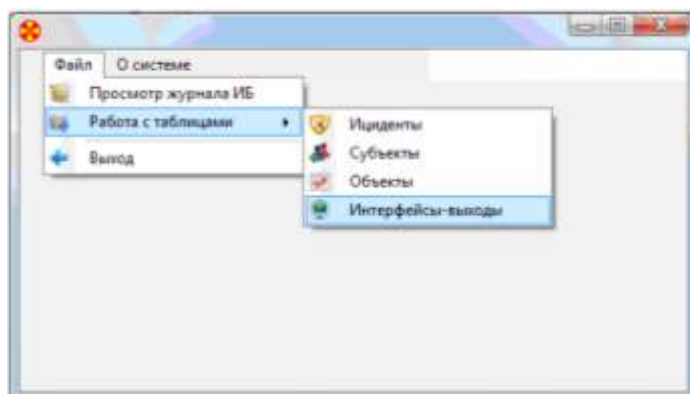 Файл О системе
Просмотр журнала ИБ
Работа с таблицами
Ициденты
Выход
Субъекты
Объекты
Интерфейсы-выходы